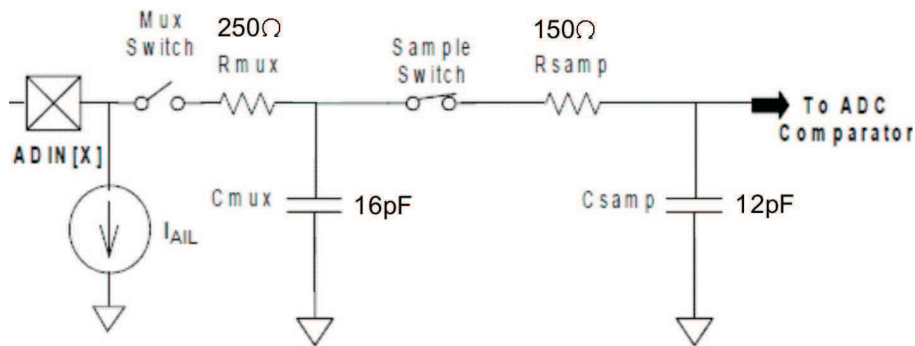 Mux
Switch
250Ω
Rmux
Sample
Switch
150Ω
Rsamp
To ADC
Comparator
ADIN[X]
IAIL
Cmux
16pF
Csamp
12pF